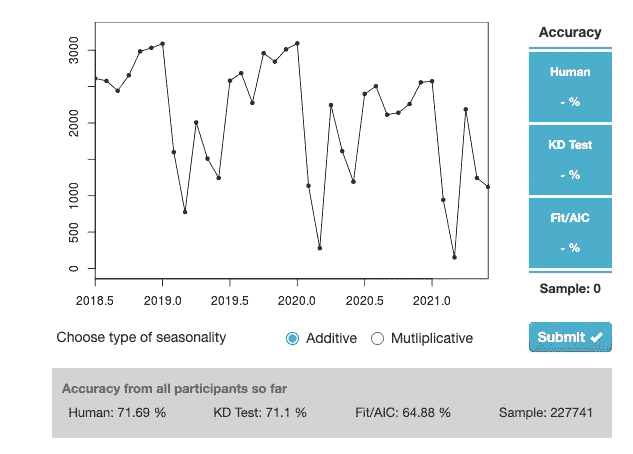 Accuracy
Human
- %
KD Test
- %
Fit/AIC
- %
Sample: 0
3000
2000
1000
500
0
2018.5 2019.0 2019.5 2020.0 2020.5 2021.0
Choose type of seasonality Additive Mutliplicative Submit
Accuracy from all participants so far
Human: 71.69 % KD Test: 71.1 % Fit/AIC: 64.88 % Sample: 227741